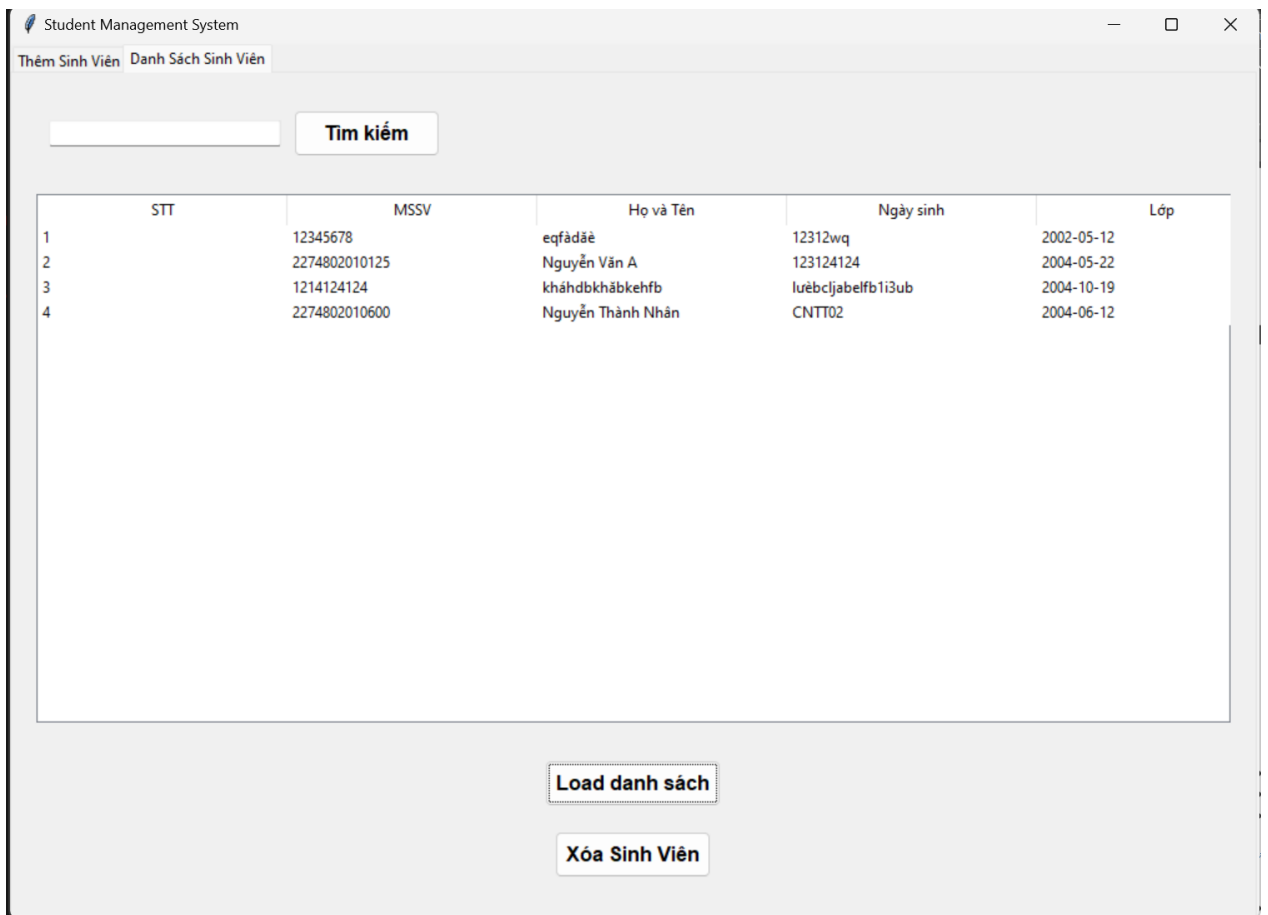 Student Management System
Thêm Sinh Viên Danh Sách Sinh Viên
Tìm kiếm
STT MSSV Họ và Tên Ngày sinh Lớp
1 12345678 eqfàdăè 12312wq 2002-05-12
2 2274802010125 Nguyễn Văn A 123124124 2004-05-22
3 1214124124 kháhdbkhăbkehfb lưèbcljabelfb1i3ub 2004-10-19
4 2274802010600 Nguyễn Thành Nhân CNTT02 2004-06-12
Load danh sách
Xóa Sinh Viên